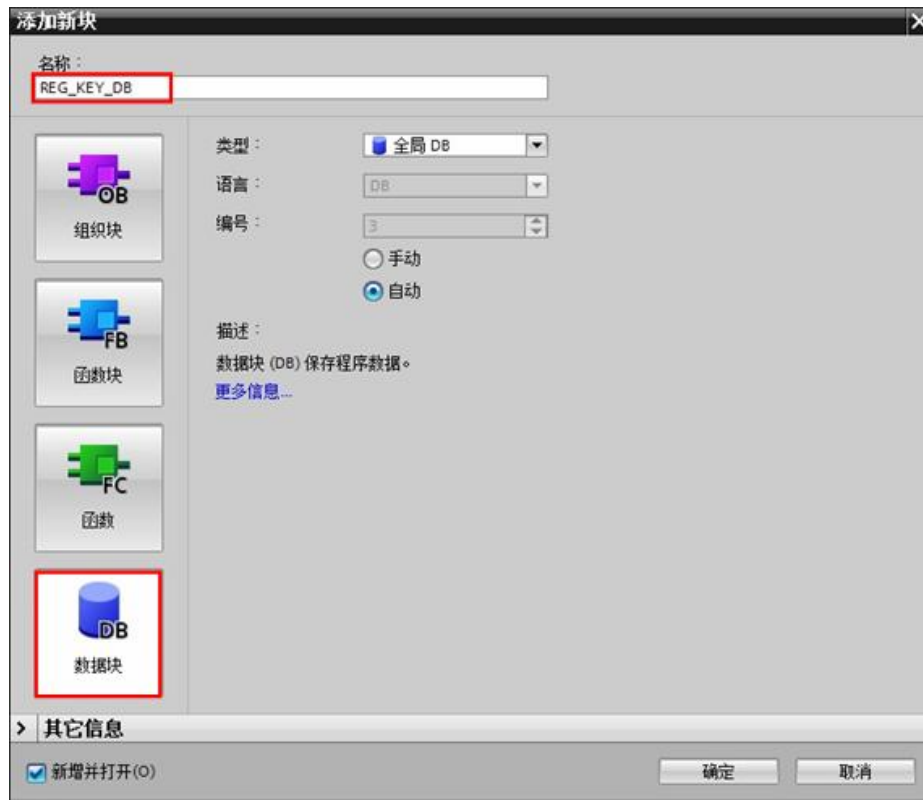 添加新块
名称：
REG_KEY_DB
OB
组织块
FB
函数块
FC
函数
DB
数据块
类型：
全局 DB
语言：
DB
编号：
3
手动
自动
描述：
数据块 (DB) 保存程序数据。
更多信息...
其它信息
新增并打开(O)
确定
取消